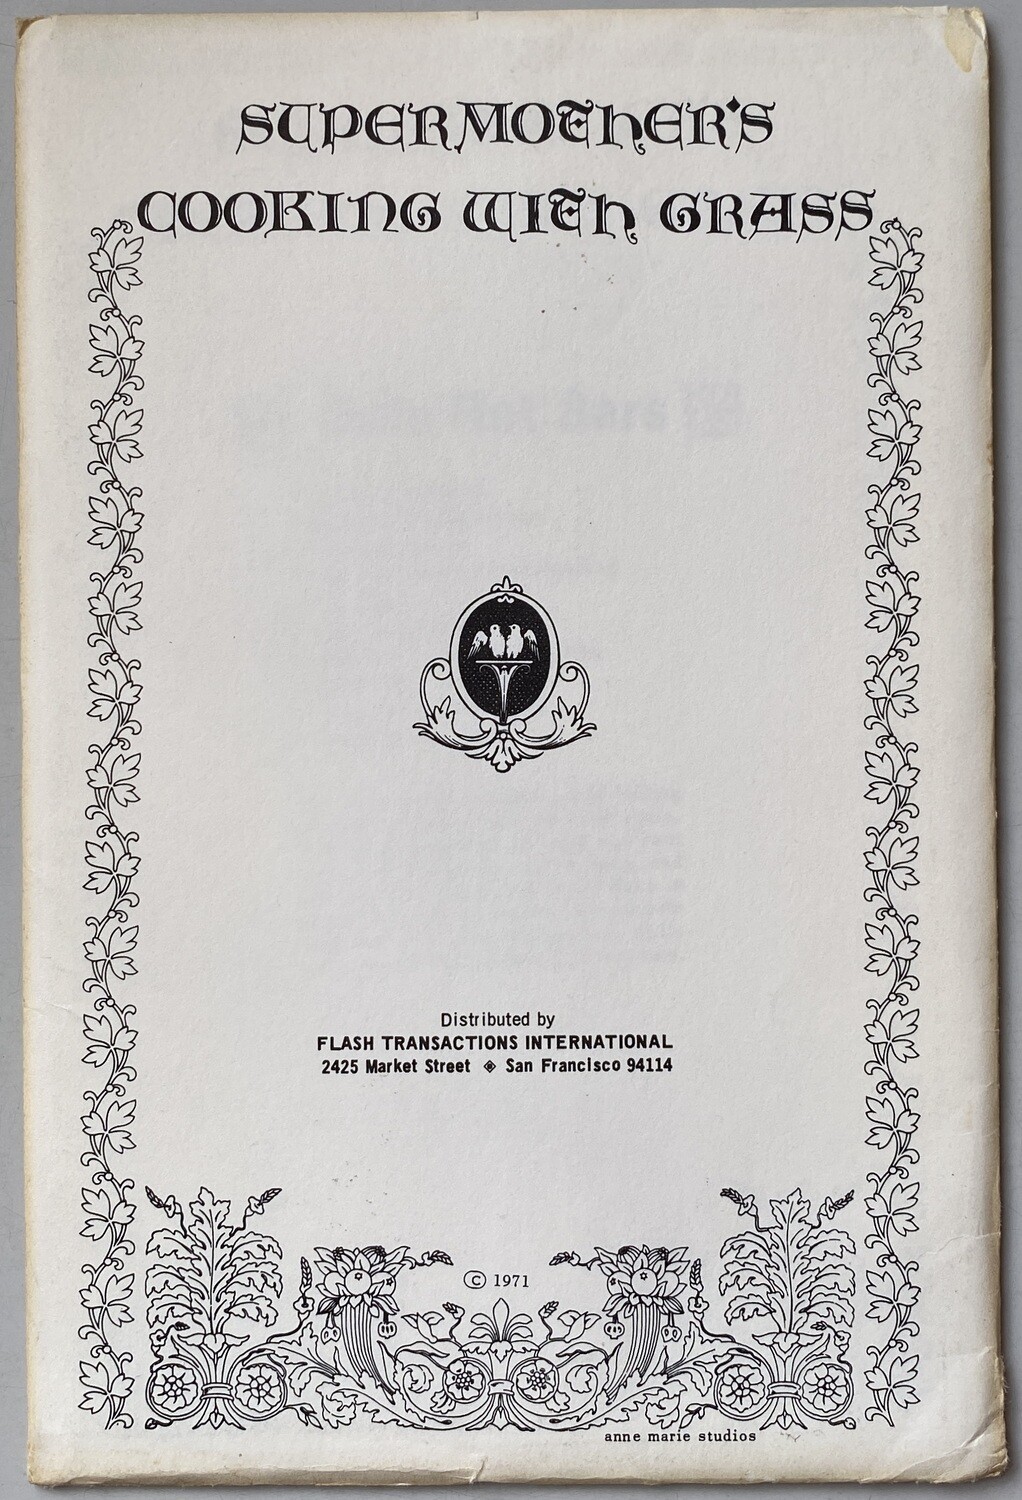 SUPERMOTHER'S
COOKING WITH GRASS
Distributed by
FLASH TRANSACTIONS INTERNATIONAL
2425 Market Street ◈ San Francisco 94114
© 1971
anne marie studios